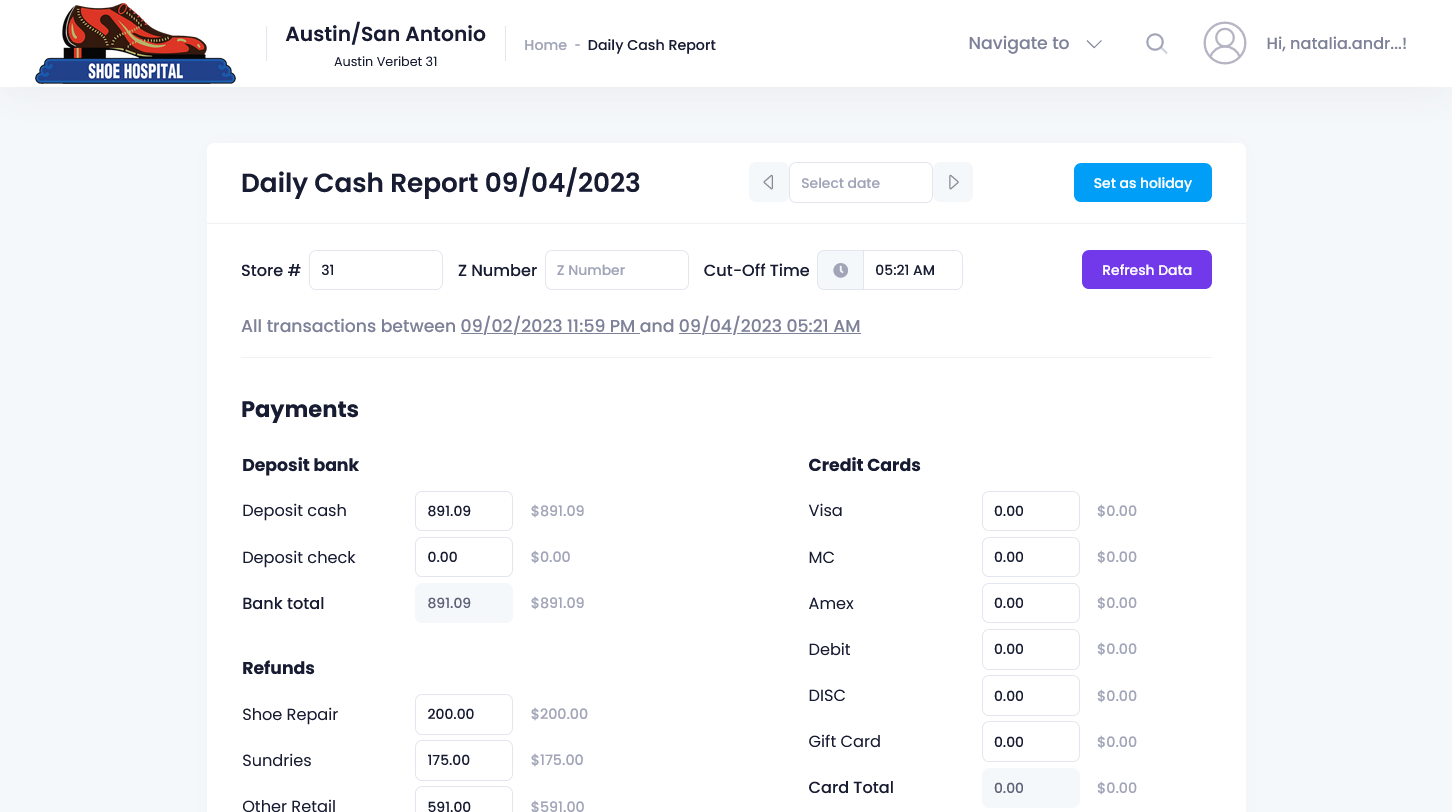 SHOE HOSPITAL
Austin/San Antonio
Austin Veribet 31
Home - Daily Cash Report
Navigate to
Hi, natalia.andr...!
Daily Cash Report 09/04/2023
Select date
Set as holiday
Store # 31 Z Number Z Number Cut-Off Time 05:21 AM
Refresh Data
All transactions between 09/02/2023 11:59 PM and 09/04/2023 05:21 AM
Payments
Deposit bank
Deposit cash 891.09 $891.09
Deposit check 0.00 $0.00
Bank total 891.09 $891.09
Refunds
Shoe Repair 200.00 $200.00
Sundries 175.00 $175.00
Other Retail 591.00 $591.00
Credit Cards
Visa 0.00 $0.00
MC 0.00 $0.00
Amex 0.00 $0.00
Debit 0.00 $0.00
DISC 0.00 $0.00
Gift Card 0.00 $0.00
Card Total 0.00 $0.00